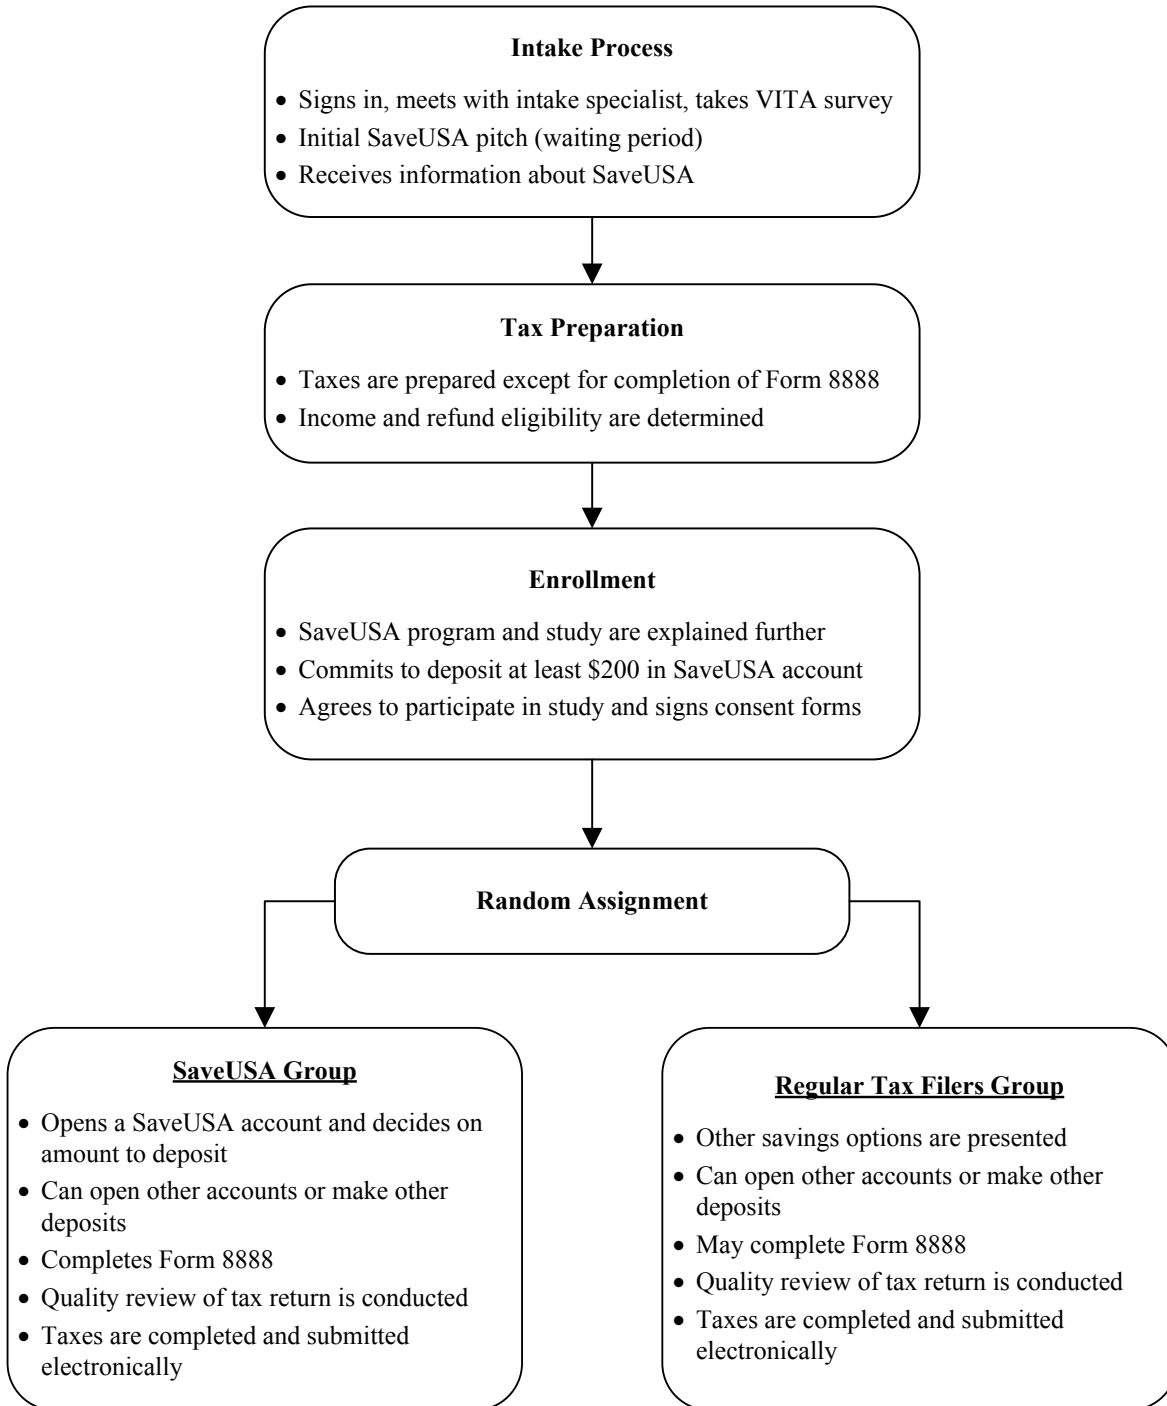 Intake Process
• Signs in, meets with intake specialist, takes VITA survey
• Initial SaveUSA pitch (waiting period)
• Receives information about SaveUSA
Tax Preparation
• Taxes are prepared except for completion of Form 8888
• Income and refund eligibility are determined
Enrollment
• SaveUSA program and study are explained further
• Commits to deposit at least $200 in SaveUSA account
• Agrees to participate in study and signs consent forms
Random Assignment
SaveUSA Group
• Opens a SaveUSA account and decides on
amount to deposit
• Can open other accounts or make other
deposits
• Completes Form 8888
• Quality review of tax return is conducted
• Taxes are completed and submitted
electronically
Regular Tax Filers Group
• Other savings options are presented
• Can open other accounts or make other
deposits
• May complete Form 8888
• Quality review of tax return is conducted
• Taxes are completed and submitted
electronically